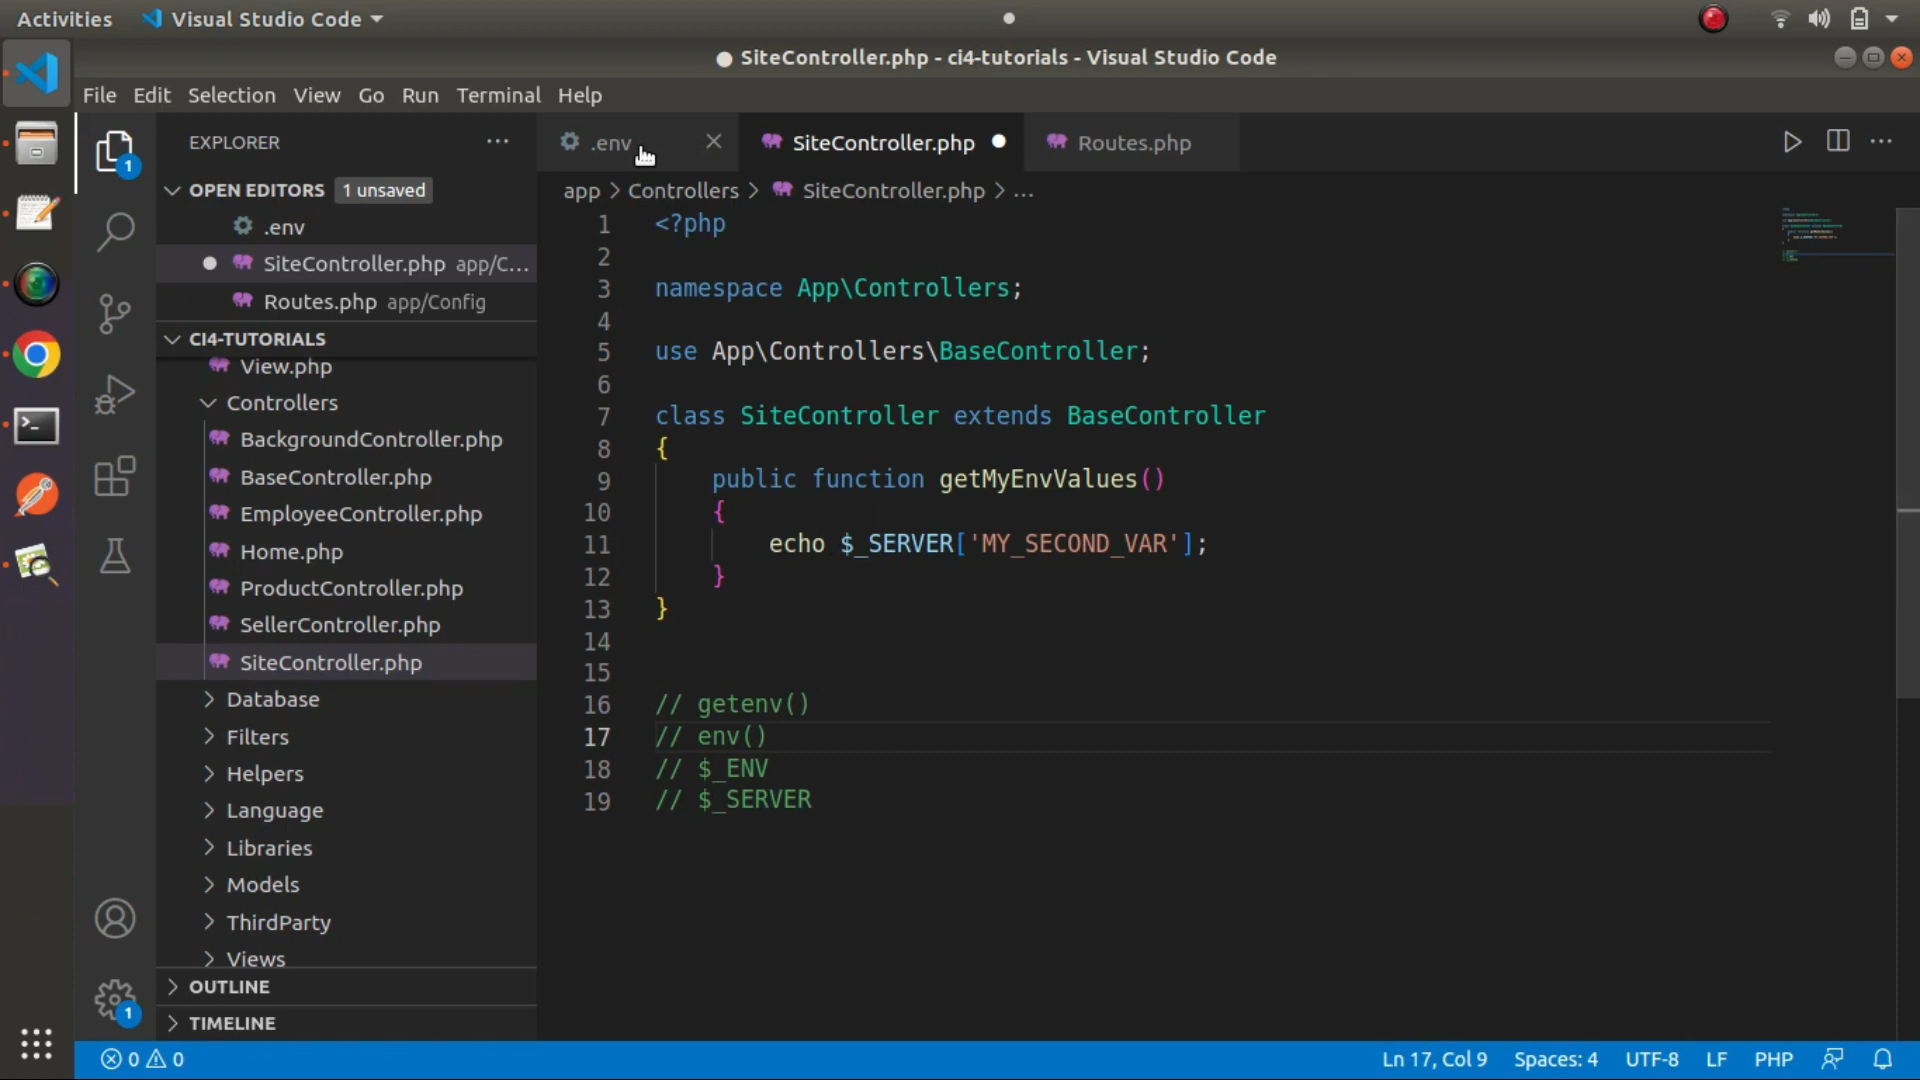 Activities Visual Studio Code
SiteController.php - ci4-tutorials - Visual Studio Code
File Edit Selection View Go Run Terminal Help
EXPLORER
OPEN EDITORS 1 unsaved
.env
SiteController.php app/C...
Routes.php app/Config
CI4-TUTORIALS
View.php
Controllers
BackgroundController.php
BaseController.php
EmployeeController.php
Home.php
ProductController.php
SellerController.php
SiteController.php
Database
Filters
Helpers
Language
Libraries
Models
ThirdParty
Views
OUTLINE
TIMELINE
1
1
.env SiteController.php Routes.php
app > Controllers > SiteController.php > ...
1 <?php
2
3 namespace App\Controllers;
4
5 use App\Controllers\BaseController;
6
7 class SiteController extends BaseController
8 {
9 public function getMyEnvValues()
10 {
11 echo $_SERVER['MY_SECOND_VAR'];
12 }
13 }
14
15
16 // getenv()
17 // env()
18 // $_ENV
19 // $_SERVER
0 0 Ln 17, Col 9 Spaces: 4 UTF-8 LF PHP